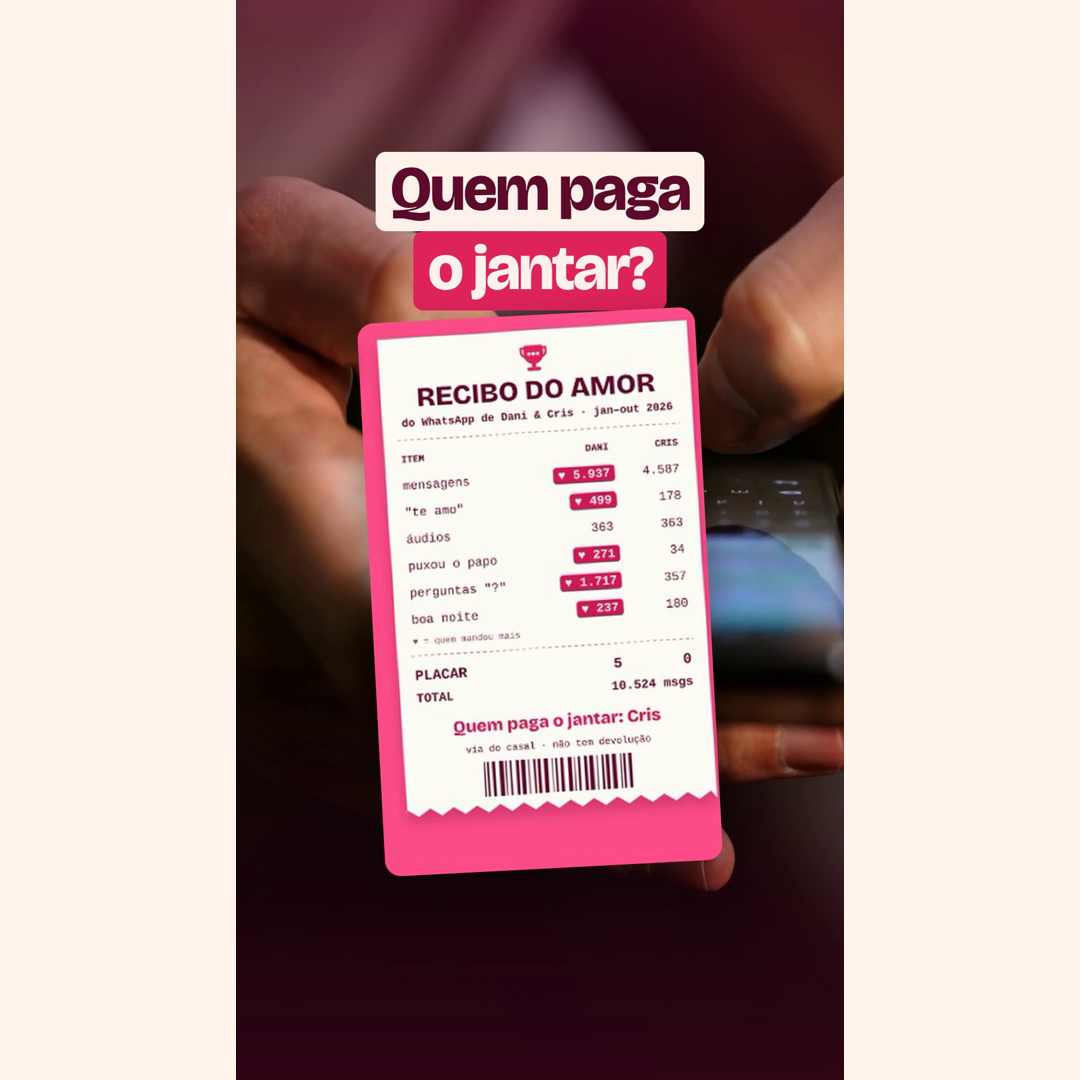 Quem paga
o jantar?
RECIBO DO AMOR
do WhatsApp de Dani & Cris · jan–out 2026
ITEM DANI CRIS
mensagens ♥ 5.937 4.587
"te amo" ♥ 499 178
áudios 363 363
puxou o papo ♥ 271 34
perguntas "?" ♥ 1.717 357
boa noite ♥ 237 180
♥ = quem mandou mais
PLACAR 5 0
TOTAL 10.524 msgs
Quem paga o jantar: Cris
via do casal · não tem devolução